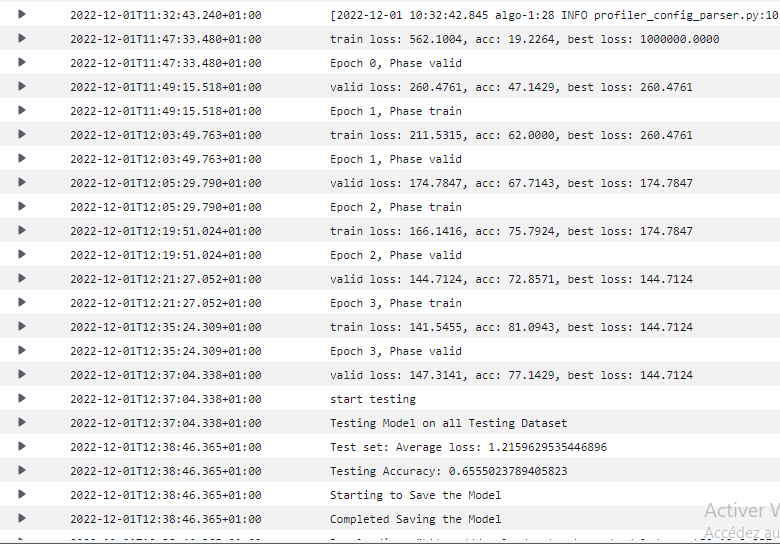 2022-12-01T11:32:43.240+01:00 [2022-12-01 10:32:42.845 algo-1:28 INFO profiler_config_parser.py:10
2022-12-01T11:47:33.480+01:00 train loss: 562.1004, acc: 19.2264, best loss: 1000000.0000
2022-12-01T11:47:33.480+01:00 Epoch 0, Phase valid
2022-12-01T11:49:15.518+01:00 valid loss: 260.4761, acc: 47.1429, best loss: 260.4761
2022-12-01T11:49:15.518+01:00 Epoch 1, Phase train
2022-12-01T12:03:49.763+01:00 train loss: 211.5315, acc: 62.0000, best loss: 260.4761
2022-12-01T12:03:49.763+01:00 Epoch 1, Phase valid
2022-12-01T12:05:29.790+01:00 valid loss: 174.7847, acc: 67.7143, best loss: 174.7847
2022-12-01T12:05:29.790+01:00 Epoch 2, Phase train
2022-12-01T12:19:51.024+01:00 train loss: 166.1416, acc: 75.7924, best loss: 174.7847
2022-12-01T12:19:51.024+01:00 Epoch 2, Phase valid
2022-12-01T12:21:27.052+01:00 valid loss: 144.7124, acc: 72.8571, best loss: 144.7124
2022-12-01T12:21:27.052+01:00 Epoch 3, Phase train
2022-12-01T12:35:24.309+01:00 train loss: 141.5455, acc: 81.0943, best loss: 144.7124
2022-12-01T12:35:24.309+01:00 Epoch 3, Phase valid
2022-12-01T12:37:04.338+01:00 valid loss: 147.3141, acc: 77.1429, best loss: 144.7124
2022-12-01T12:37:04.338+01:00 start testing
2022-12-01T12:37:04.338+01:00 Testing Model on all Testing Dataset
2022-12-01T12:38:46.365+01:00 Test set: Average loss: 1.2159629535446896
2022-12-01T12:38:46.365+01:00 Testing Accuracy: 0.6555023789405823
2022-12-01T12:38:46.365+01:00 Starting to Save the Model
2022-12-01T12:38:46.365+01:00 Completed Saving the Model
Activer W
Accédez au